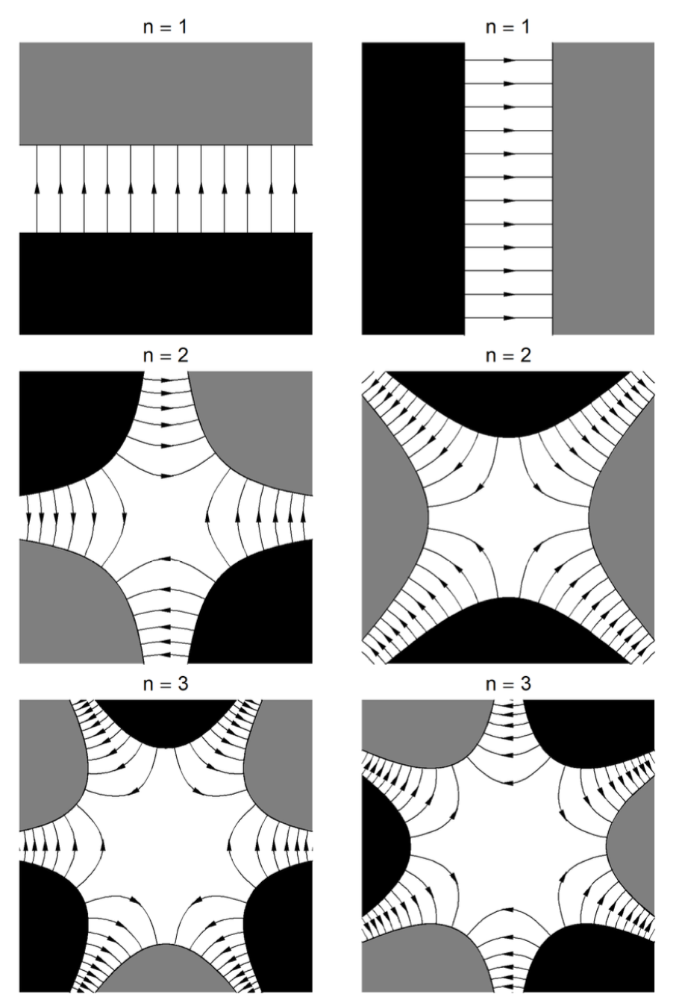 n = 1
n = 1
n = 2
n = 2
n = 3
n = 3